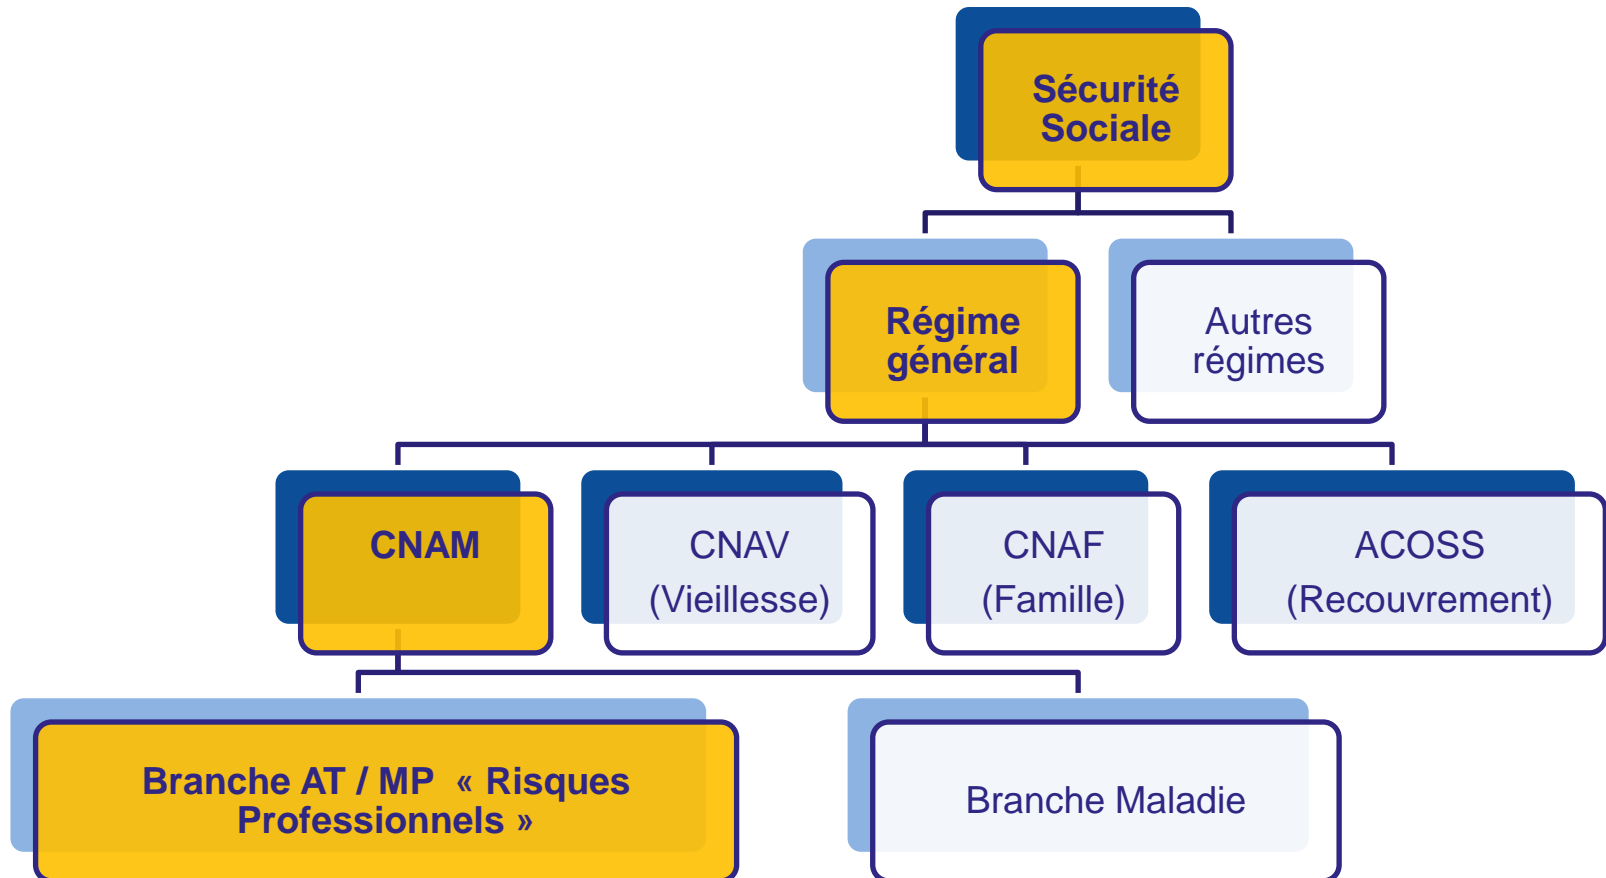 Sécurité
Sociale
Régime
général
Autres
régimes
CNAM
CNAV
(Vieillesse)
CNAF
(Famille)
ACOSS
(Recouvrement)
Branche AT / MP « Risques
Professionnels »
Branche Maladie